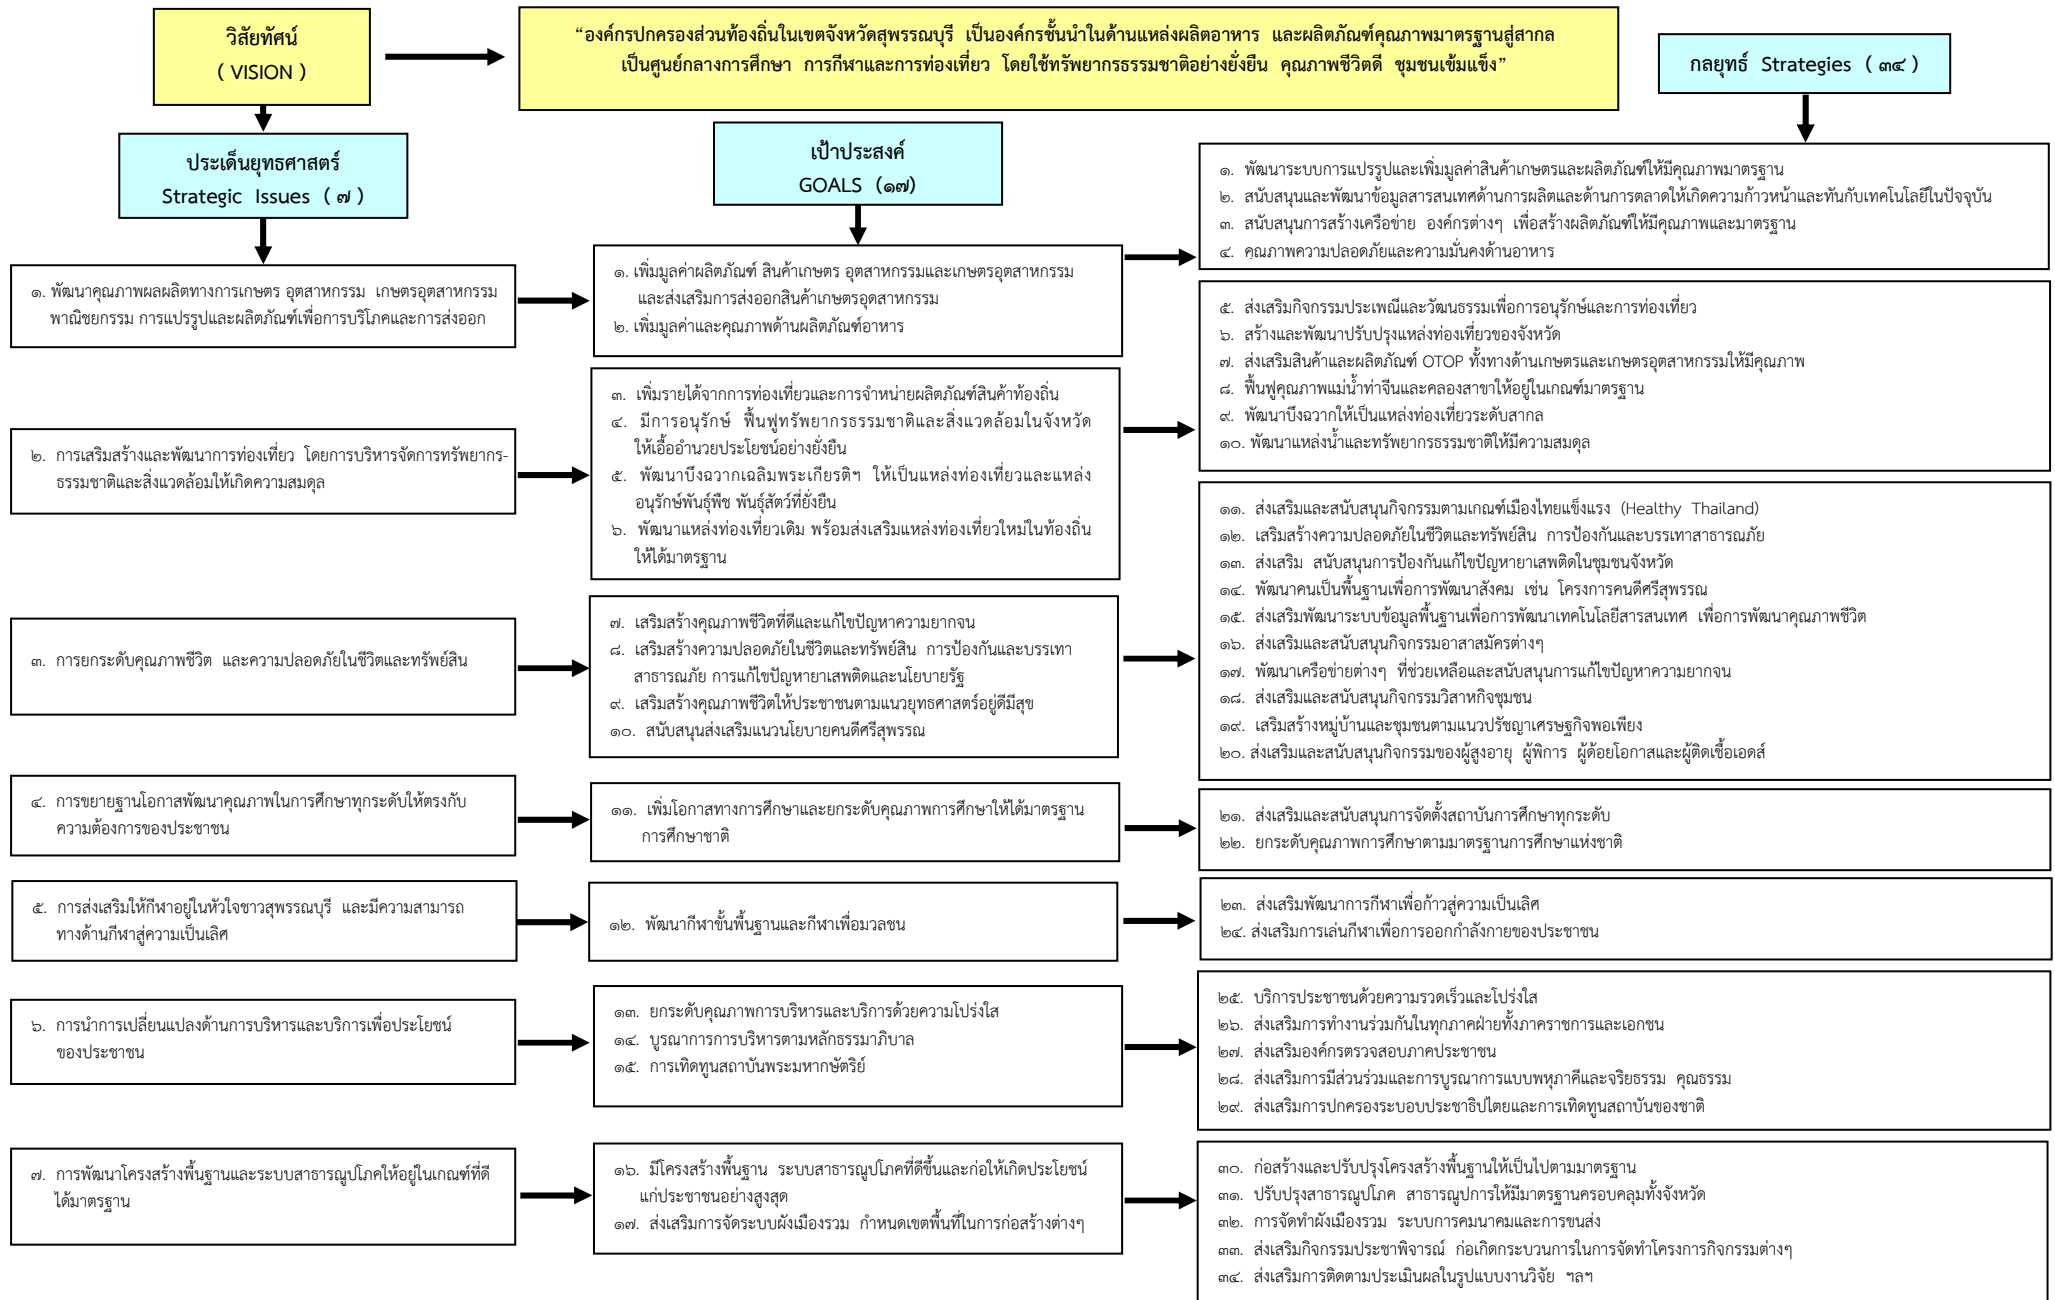 วิสัยทัศน์
( VISION )
“องค์กรปกครองส่วนท้องถิ่นในเขตจังหวัดสุพรรณบุรี เป็นองค์กรชั้นนำในด้านแหล่งผลิตอาหาร และผลิตภัณฑ์คุณภาพมาตรฐานสู่สากล
เป็นศูนย์กลางการศึกษา การกีฬาและการท่องเที่ยว โดยใช้ทรัพยากรธรรมชาติอย่างยั่งยืน คุณภาพชีวิตดี ชุมชนเข้มแข็ง”
กลยุทธ์ Strategies ( ๓๔ )
ประเด็นยุทธศาสตร์
Strategic Issues ( ๗ )
เป้าประสงค์
GOALS (๑๗)
๑. พัฒนาคุณภาพผลผลิตทางการเกษตร อุตสาหกรรม เกษตรอุตสาหกรรม
พาณิชยกรรม การแปรรูปและผลิตภัณฑ์เพื่อการบริโภคและการส่งออก
๑. เพิ่มมูลค่าผลิตภัณฑ์ สินค้าเกษตร อุตสาหกรรมและเกษตรอุตสาหกรรม
และส่งเสริมการส่งออกสินค้าเกษตรอุดสาหกรรม
๒. เพิ่มมูลค่าและคุณภาพด้านผลิตภัณฑ์อาหาร
๑. พัฒนาระบบการแปรรูปและเพิ่มมูลค่าสินค้าเกษตรและผลิตภัณฑ์ให้มีคุณภาพมาตรฐาน
๒. สนับสนุนและพัฒนาข้อมูลสารสนเทศด้านการผลิตและด้านการตลาดให้เกิดความก้าวหน้าและทันกับเทคโนโลยีในปัจจุบัน
๓. สนับสนุนการสร้างเครือข่าย องค์กรต่างๆ เพื่อสร้างผลิตภัณฑ์ให้มีคุณภาพและมาตรฐาน
๔. คุณภาพความปลอดภัยและความมั่นคงด้านอาหาร
๒. การเสริมสร้างและพัฒนาการท่องเที่ยว โดยการบริหารจัดการทรัพยากร-
ธรรมชาติและสิ่งแวดล้อมให้เกิดความสมดุล
๓. เพิ่มรายได้จากการท่องเที่ยวและการจำหน่ายผลิตภัณฑ์สินค้าท้องถิ่น
๔. มีการอนุรักษ์ ฟื้นฟูทรัพยากรธรรมชาติและสิ่งแวดล้อมในจังหวัด
ให้เอื้ออำนวยประโยชน์อย่างยั่งยืน
๕. พัฒนาบึงฉวากเฉลิมพระเกียรติฯ ให้เป็นแหล่งท่องเที่ยวและแหล่ง
อนุรักษ์พันธุ์พืช พันธุ์สัตว์ที่ยั่งยืน
๖. พัฒนาแหล่งท่องเที่ยวเดิม พร้อมส่งเสริมแหล่งท่องเที่ยวใหม่ในท้องถิ่น
ให้ได้มาตรฐาน
๕. ส่งเสริมกิจกรรมประเพณีและวัฒนธรรมเพื่อการอนุรักษ์และการท่องเที่ยว
๖. สร้างและพัฒนาปรับปรุงแหล่งท่องเที่ยวของจังหวัด
๗. ส่งเสริมสินค้าและผลิตภัณฑ์ OTOP ทั้งทางด้านเกษตรและเกษตรอุตสาหกรรมให้มีคุณภาพ
๘. ฟื้นฟูคุณภาพแม่น้ำท่าจีนและคลองสาขาให้อยู่ในเกณฑ์มาตรฐาน
๙. พัฒนาบึงฉวากให้เป็นแหล่งท่องเที่ยวระดับสากล
๑๐. พัฒนาแหล่งน้ำและทรัพยากรธรรมชาติให้มีความสมดุล
๓. การยกระดับคุณภาพชีวิต และความปลอดภัยในชีวิตและทรัพย์สิน
๗. เสริมสร้างคุณภาพชีวิตที่ดีและแก้ไขปัญหาความยากจน
๘. เสริมสร้างความปลอดภัยในชีวิตและทรัพย์สิน การป้องกันและบรรเทา
สาธารณภัย การแก้ไขปัญหายาเสพติดและนโยบายรัฐ
๙. เสริมสร้างคุณภาพชีวิตให้ประชาชนตามแนวยุทธศาสตร์อยู่ดีมีสุข
๑๐. สนับสนุนส่งเสริมแนวนโยบายคนดีศรีสุพรรณ
๑๑. ส่งเสริมและสนับสนุนกิจกรรมตามเกณฑ์เมืองไทยแข็งแรง (Healthy Thailand)
๑๒. เสริมสร้างความปลอดภัยในชีวิตและทรัพย์สิน การป้องกันและบรรเทาสาธารณภัย
๑๓. ส่งเสริม สนับสนุนการป้องกันแก้ไขปัญหายาเสพติดในชุมชนจังหวัด
๑๔. พัฒนาคนเป็นพื้นฐานเพื่อการพัฒนาสังคม เช่น โครงการคนดีศรีสุพรรณ
๑๕. ส่งเสริมพัฒนาระบบข้อมูลพื้นฐานเพื่อการพัฒนาเทคโนโลยีสารสนเทศ เพื่อการพัฒนาคุณภาพชีวิต
๑๖. ส่งเสริมและสนับสนุนกิจกรรมอาสาสมัครต่างๆ
๑๗. พัฒนาเครือข่ายต่างๆ ที่ช่วยเหลือและสนับสนุนการแก้ไขปัญหาความยากจน
๑๘. ส่งเสริมและสนับสนุนกิจกรรมวิสาหกิจชุมชน
๑๙. เสริมสร้างหมู่บ้านและชุมชนตามแนวปรัชญาเศรษฐกิจพอเพียง
๒๐. ส่งเสริมและสนับสนุนกิจกรรมของผู้สูงอายุ ผู้พิการ ผู้ด้อยโอกาสและผู้ติดเชื้อเอดส์
๔. การขยายฐานโอกาสพัฒนาคุณภาพในการศึกษาทุกระดับให้ตรงกับ
ความต้องการของประชาชน
๑๑. เพิ่มโอกาสทางการศึกษาและยกระดับคุณภาพการศึกษาให้ได้มาตรฐาน
การศึกษาชาติ
๒๑. ส่งเสริมและสนับสนุนการจัดตั้งสถาบันการศึกษาทุกระดับ
๒๒. ยกระดับคุณภาพการศึกษาตามมาตรฐานการศึกษาแห่งชาติ
๕. การส่งเสริมให้กีฬาอยู่ในหัวใจชาวสุพรรณบุรี และมีความสามารถ
ทางด้านกีฬาสู่ความเป็นเลิศ
๑๒. พัฒนากีฬาขั้นพื้นฐานและกีฬาเพื่อมวลชน
๒๓. ส่งเสริมพัฒนาการกีฬาเพื่อก้าวสู่ความเป็นเลิศ
๒๔. ส่งเสริมการเล่นกีฬาเพื่อการออกกำลังกายของประชาชน
๖. การนำการเปลี่ยนแปลงด้านการบริหารและบริการเพื่อประโยชน์
ของประชาชน
๑๓. ยกระดับคุณภาพการบริหารและบริการด้วยความโปร่งใส
๑๔. บูรณาการการบริหารตามหลักธรรมาภิบาล
๑๕. การเทิดทูนสถาบันพระมหากษัตริย์
๒๕. บริการประชาชนด้วยความรวดเร็วและโปร่งใส
๒๖. ส่งเสริมการทำงานร่วมกันในทุกภาคฝ่ายทั้งภาคราชการและเอกชน
๒๗. ส่งเสริมองค์กรตรวจสอบภาคประชาชน
๒๘. ส่งเสริมการมีส่วนร่วมและการบูรณาการแบบพหุภาคีและจริยธรรม คุณธรรม
๒๙. ส่งเสริมการปกครองระบอบประชาธิปไตยและการเทิดทูนสถาบันของชาติ
๗. การพัฒนาโครงสร้างพื้นฐานและระบบสาธารณูปโภคให้อยู่ในเกณฑ์ที่ดี
ได้มาตรฐาน
๑๖. มีโครงสร้างพื้นฐาน ระบบสาธารณูปโภคที่ดีขึ้นและก่อให้เกิดประโยชน์
แก่ประชาชนอย่างสูงสุด
๑๗. ส่งเสริมการจัดระบบผังเมืองรวม กำหนดเขตพื้นที่ในการก่อสร้างต่างๆ
๓๐. ก่อสร้างและปรับปรุงโครงสร้างพื้นฐานให้เป็นไปตามมาตรฐาน
๓๑. ปรับปรุงสาธารณูปโภค สาธารณูปการให้มีมาตรฐานครอบคลุมทั้งจังหวัด
๓๒. การจัดทำผังเมืองรวม ระบบการคมนาคมและการขนส่ง
๓๓. ส่งเสริมกิจกรรมประชาพิจารณ์ ก่อเกิดกระบวนการในการจัดทำโครงการกิจกรรมต่างๆ
๓๔. ส่งเสริมการติดตามประเมินผลในรูปแบบงานวิจัย ฯลฯ